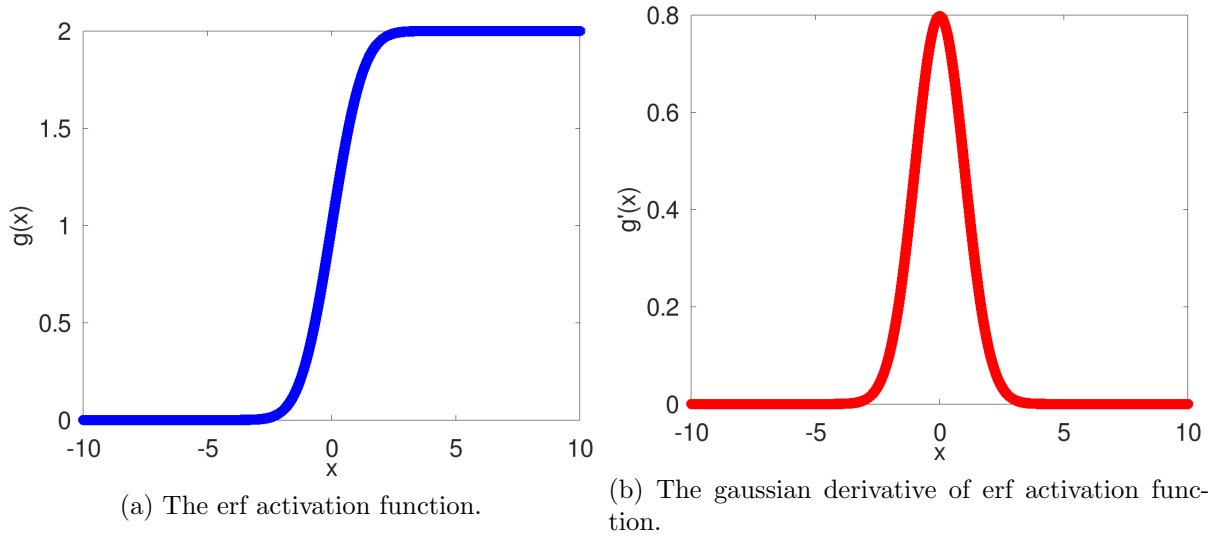 2
1.5
1
0.5
0
-10
-5
0
5
10
g(x)
x
(a) The erf activation function.
0.8
0.6
0.4
0.2
0
-10
-5
0
5
10
g'(x)
x
(b) The gaussian derivative of erf activation func-
tion.